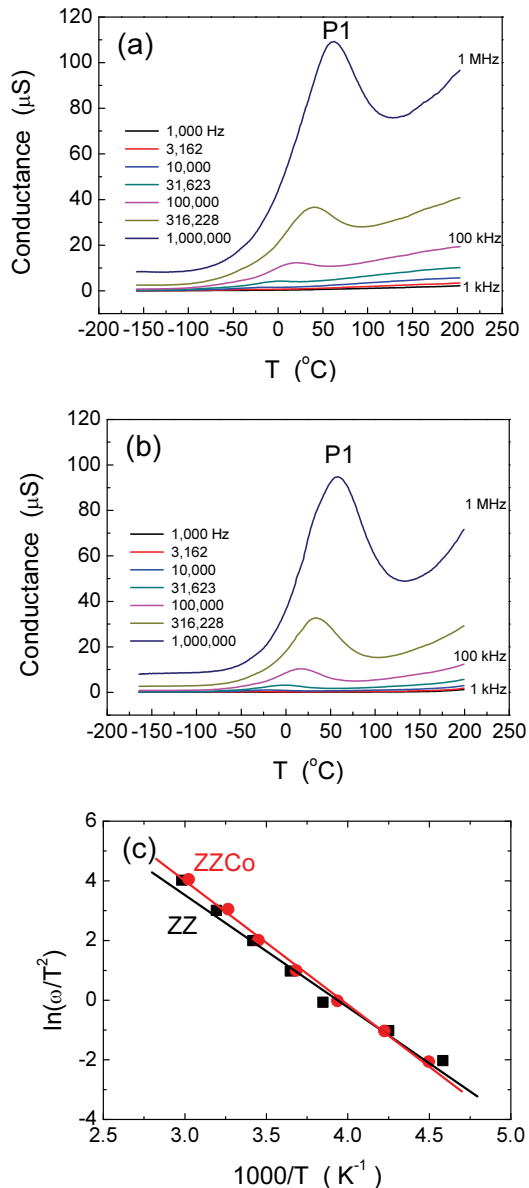 (a)
P1
1 MHz
1,000 Hz
3,162
10,000
31,623
100,000
316,228
1,000,000
100 kHz
1 kHz
Conductance (μS)
120
100
80
60
40
20
0
-200 -150 -100 -50 0 50 100 150 200 250
T (°C)
(b)
P1
1 MHz
1,000 Hz
3,162
10,000
31,623
100,000
316,228
1,000,000
100 kHz
1 kHz
Conductance (μS)
120
100
80
60
40
20
0
-200 -150 -100 -50 0 50 100 150 200 250
T (°C)
(c)
ZZCo
ZZ
ln(ω/T²)
6
4
2
0
-2
-4
2.5 3.0 3.5 4.0 4.5 5.0
1000/T (K⁻¹)